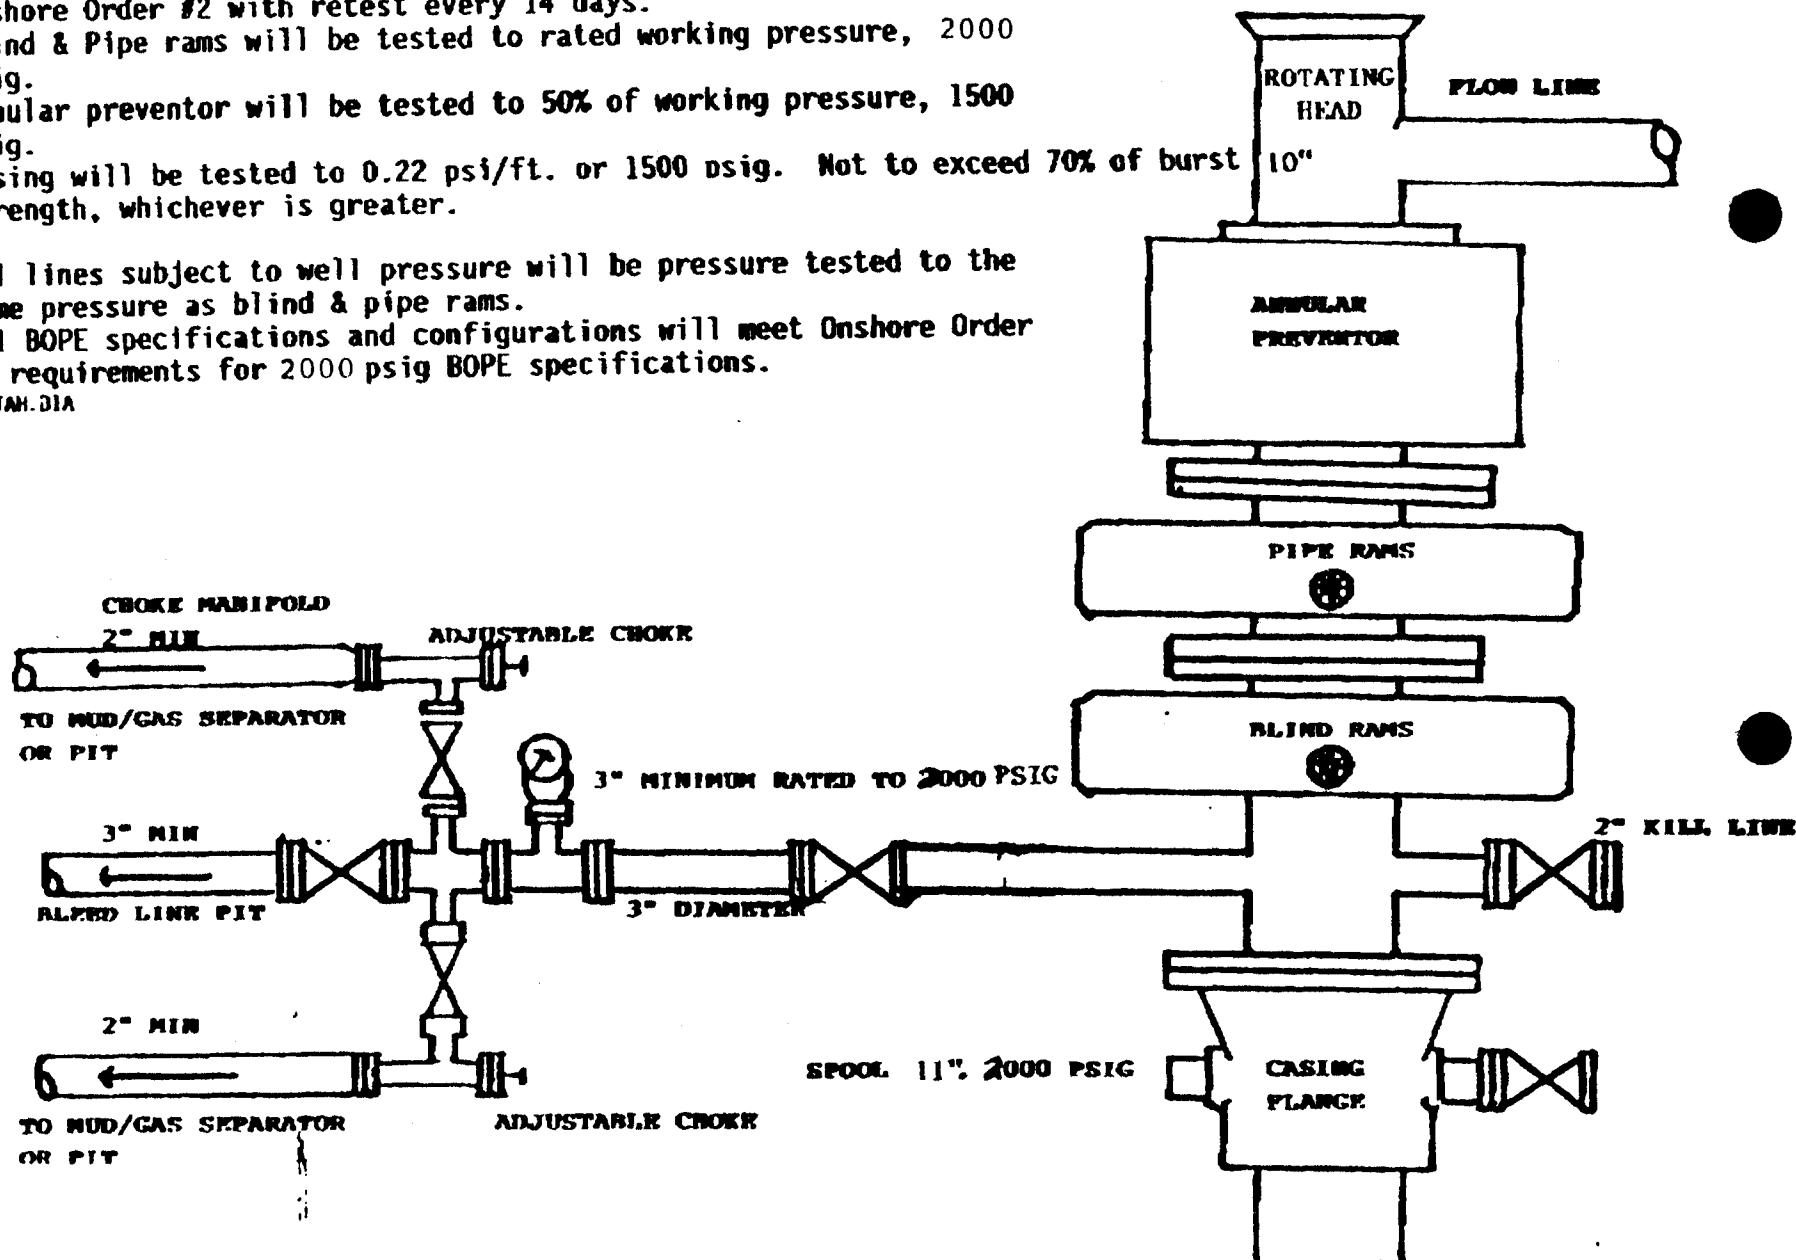 shore Order #2 with retest every 14 days.
nd & Pipe rams will be tested to rated working pressure, 2000
ig.
nular preventor will be tested to 50% of working pressure, 1500
ig.
sing will be tested to 0.22 psi/ft. or 1500 psig. Not to exceed 70% of burst
rength, whichever is greater.
l lines subject to well pressure will be pressure tested to the
me pressure as blind & pipe rams.
l BOPE specifications and configurations will meet Onshore Order
requirements for 2000 psig BOPE specifications.
TAH.DIA
ROTATING
HEAD
FLOW LINE
10"
ANNULAR
PREVENTOR
PIPE RAMS
BLIND RAMS
CHOKE MANIFOLD
2" MIN
ADJUSTABLE CHOKE
TO MUD/GAS SEPARATOR
OR PIT
3" MINIMUM RATED TO 2000 PSIG
3" MIN
2" KILL LINE
BLEED LINE PIT
3" DIAMETER
2" MIN
SPOOL 11", 2000 PSIG
CASING
FLANGE
TO MUD/GAS SEPARATOR
OR PIT
ADJUSTABLE CHOKE